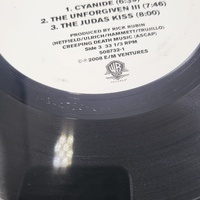 1. CYANIDE (6:39)
2. THE UNFORGIVEN III (7:46)
3. THE JUDAS KISS (8:00)
PRODUCED BY RICK RUBIN
(HETFIELD/ULRICH/HAMMETT/TRUJILLO)
CREEPING DEATH MUSIC (ASCAP)
Side 3 33 1/3 RPM
508732-1
℗©2008 E/M VENTURES